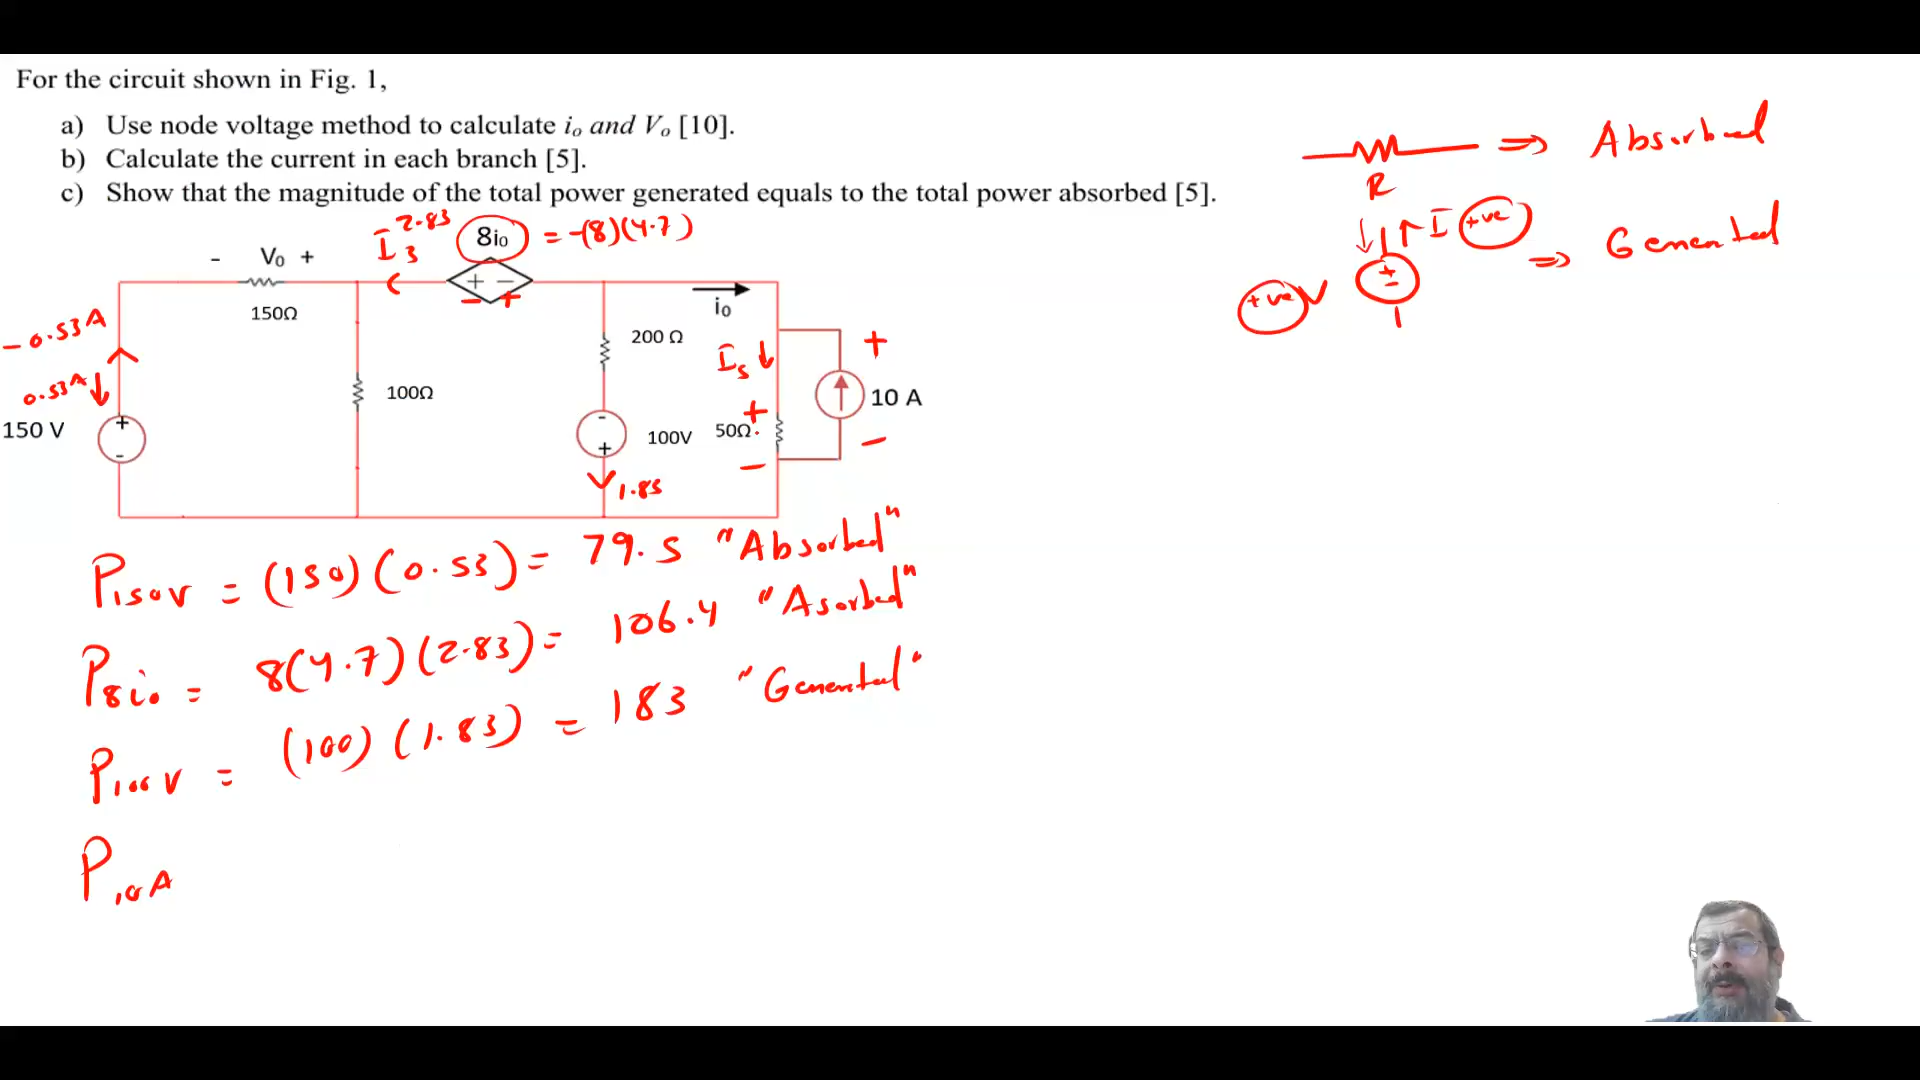 For the circuit shown in Fig. 1,
a) Use node voltage method to calculate iₒ and Vₒ [10].
b) Calculate the current in each branch [5].
c) Show that the magnitude of the total power generated equals to the total power absorbed [5].
R ⇒ Absorbed
I +ve ⇒ Generated
+ve V + -
I₃ 2.83
8i₀ = -(8)(4.7)
- V₀ +
150Ω
+ -
- +
i₀
-0.53A
0.53A
150 V
+
-
100Ω
200 Ω
-
+
100V
1.83
I₅
+
50Ω
-
+
10 A
-
P₁₅₀ᵥ = (150)(0.53) = 79.5 "Absorbed"
P₈ᵢ₀ = 8(4.7)(2.83) = 106.4 "Asorbed"
P₁₀₀ᵥ = (100)(1.83) = 183 "Generated"
P₁₀A